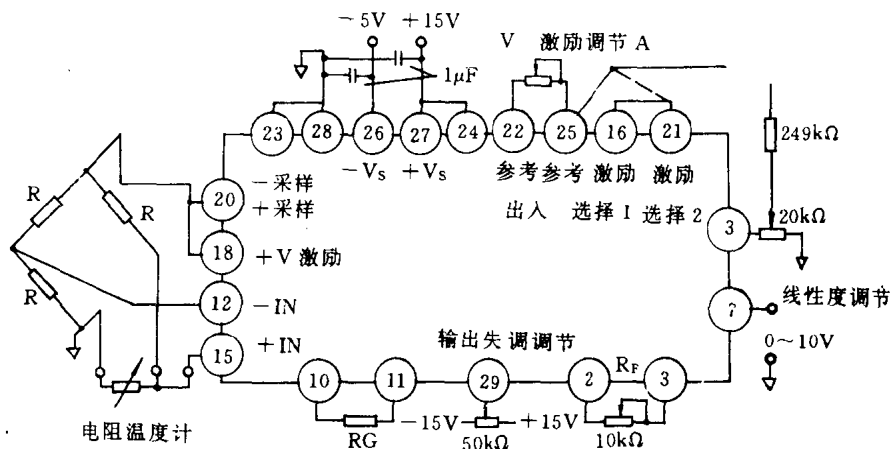 －5V ＋15V
V 激励调节 A
1μF
23 28 26 27 24 22 25 16 21
－Vs ＋Vs 参考 参考 激励 激励
出入 选择1 选择2
249kΩ
20kΩ
3
R
R
R
20
－采样
＋采样
18
＋V 激励
12
－IN
15
＋IN
7
线性度调节
0～10V
输出失调调节
10 11 29 2 RF 3
－15V ＋15V
RG 50kΩ 10kΩ
电阻温度计